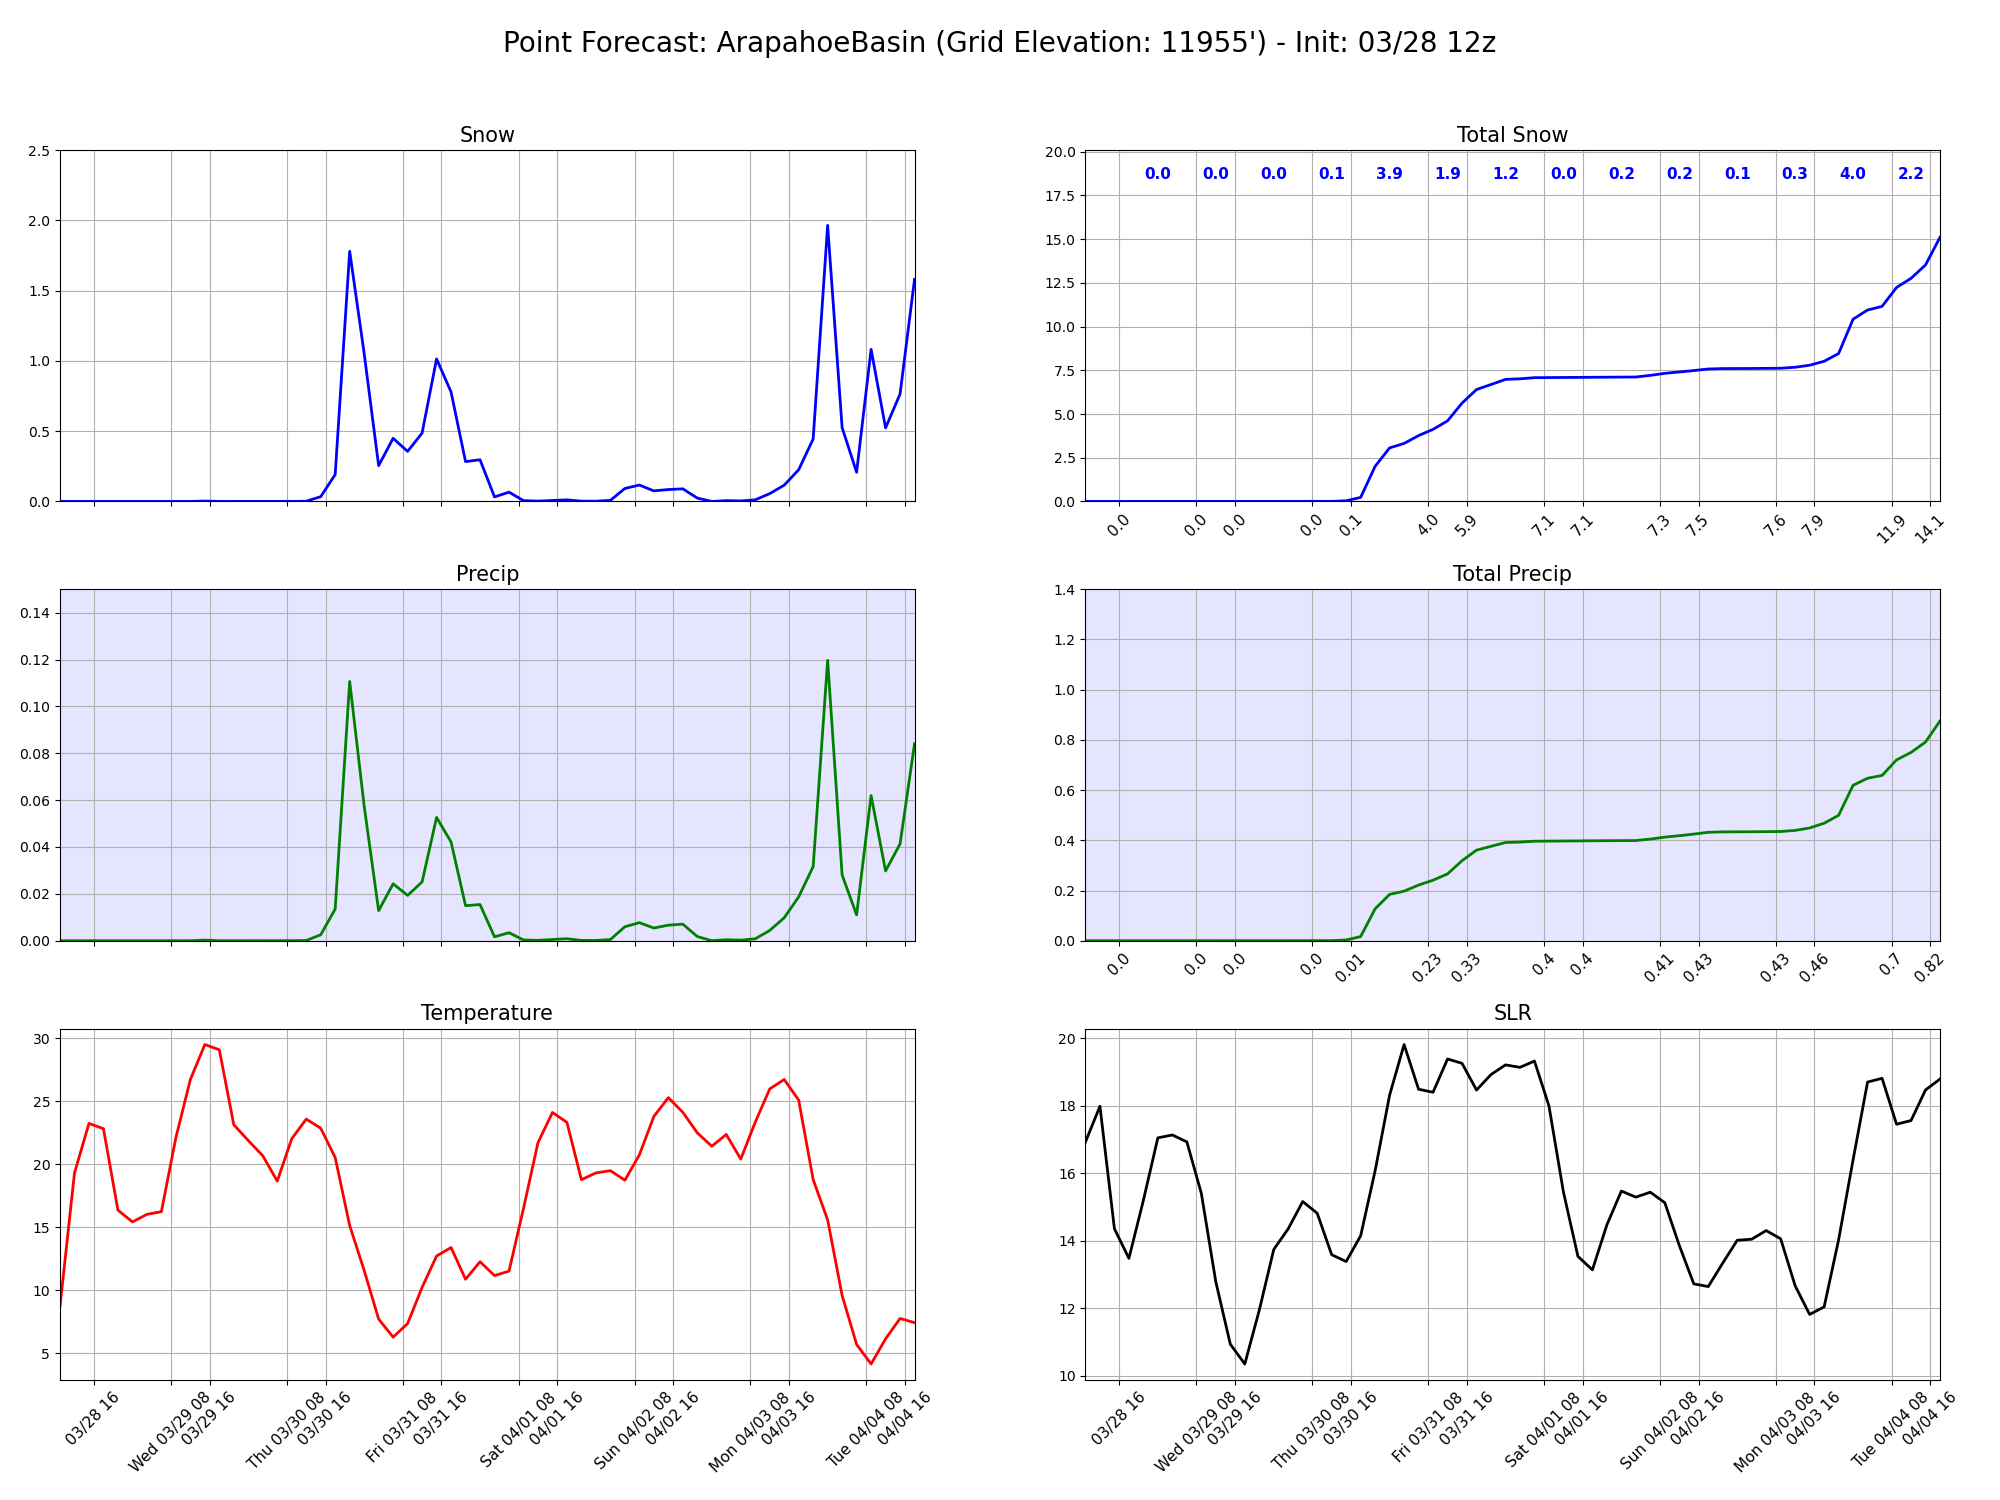 Point Forecast: ArapahoeBasin (Grid Elevation: 11955') - Init: 03/28 12z
Snow
2.5
2.0
1.5
1.0
0.5
0.0
Total Snow
20.0
17.5
15.0
12.5
10.0
7.5
5.0
2.5
0.0
0.0 0.0 0.0 0.1 3.9 1.9 1.2 0.0 0.2 0.2 0.1 0.3 4.0 2.2
0.0 0.0 0.0 0.0 0.1 4.0 5.9 7.1 7.1 7.3 7.5 7.6 7.9 11.9 14.1
Precip
0.14
0.12
0.10
0.08
0.06
0.04
0.02
0.00
Total Precip
1.4
1.2
1.0
0.8
0.6
0.4
0.2
0.0
0.0 0.0 0.0 0.0 0.01 0.23 0.33 0.4 0.4 0.41 0.43 0.43 0.46 0.7 0.82
Temperature
30
25
20
15
10
5
03/28 16
Wed 03/29 08
03/29 16
Thu 03/30 08
03/30 16
Fri 03/31 08
03/31 16
Sat 04/01 08
04/01 16
Sun 04/02 08
04/02 16
Mon 04/03 08
04/03 16
Tue 04/04 08
04/04 16
SLR
20
18
16
14
12
10
03/28 16
Wed 03/29 08
03/29 16
Thu 03/30 08
03/30 16
Fri 03/31 08
03/31 16
Sat 04/01 08
04/01 16
Sun 04/02 08
04/02 16
Mon 04/03 08
04/03 16
Tue 04/04 08
04/04 16